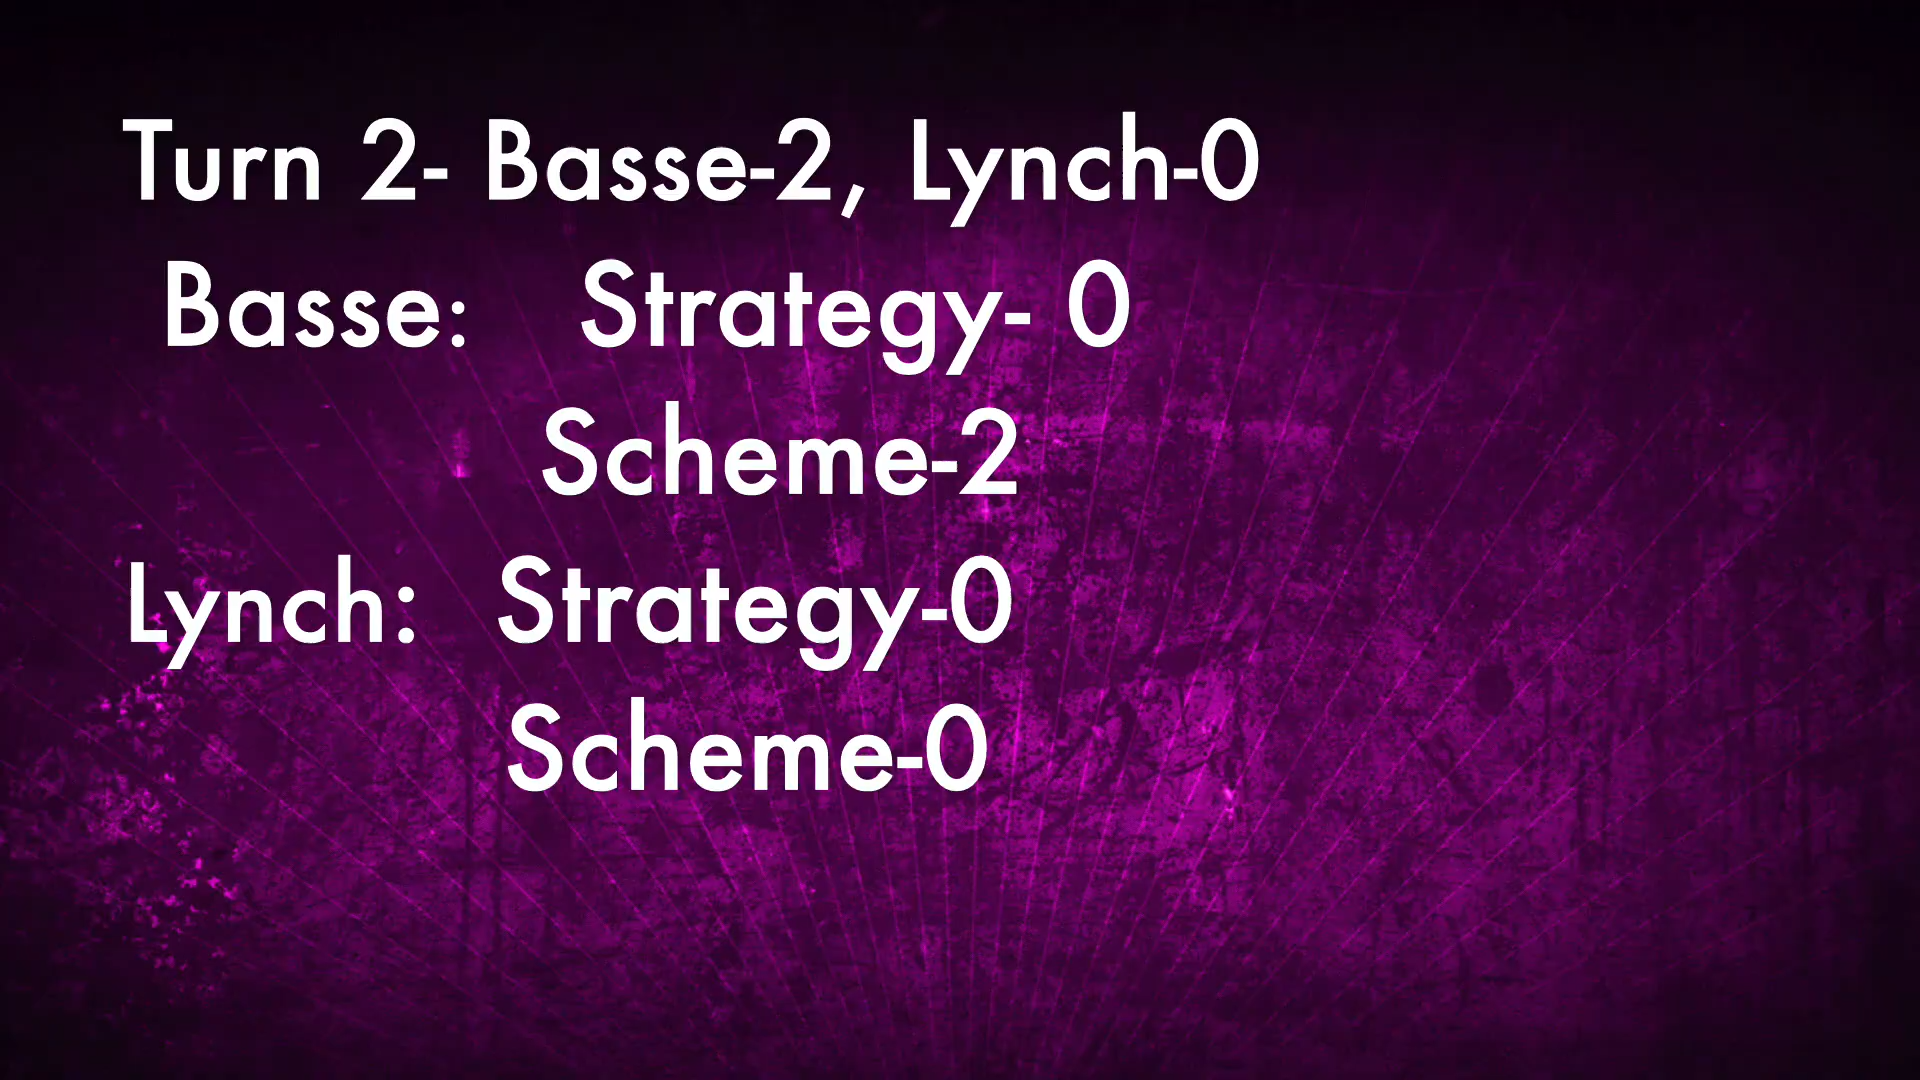 Turn 2- Basse-2, Lynch-0
Basse: Strategy- 0
Scheme-2
Lynch: Strategy-0
Scheme-0